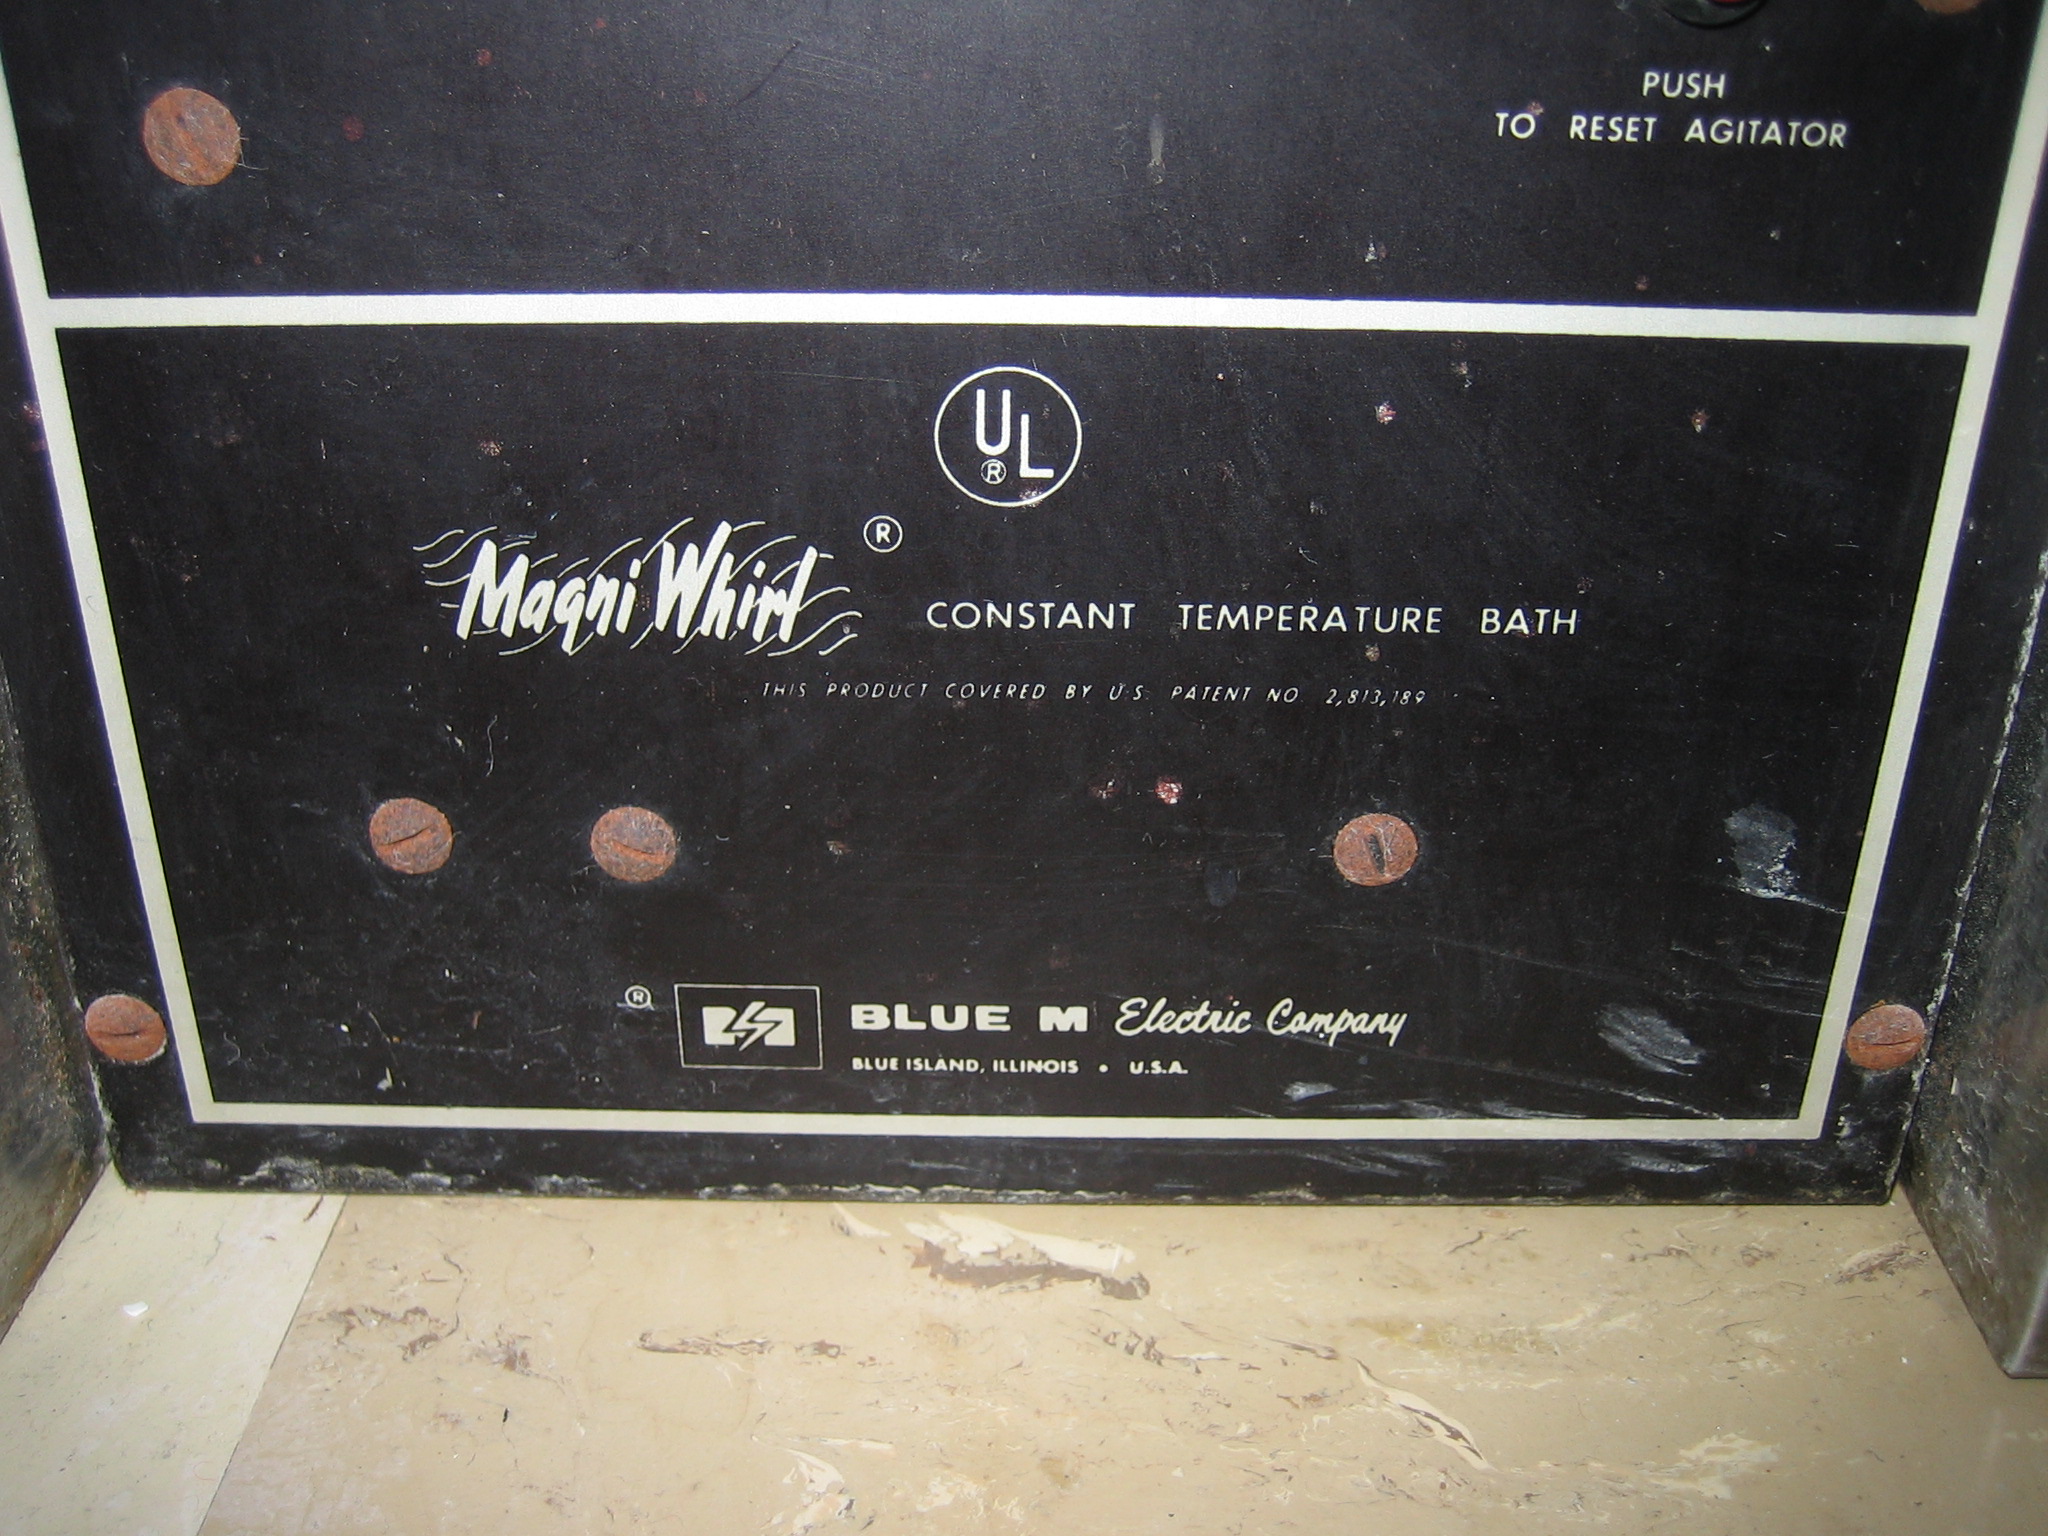 PUSH
TO RESET AGITATOR
UL
®
Magni Whirl ® CONSTANT TEMPERATURE BATH
THIS PRODUCT COVERED BY U.S. PATENT NO. 2,813,189
® BLUE M Electric Company
BLUE ISLAND, ILLINOIS • U.S.A.